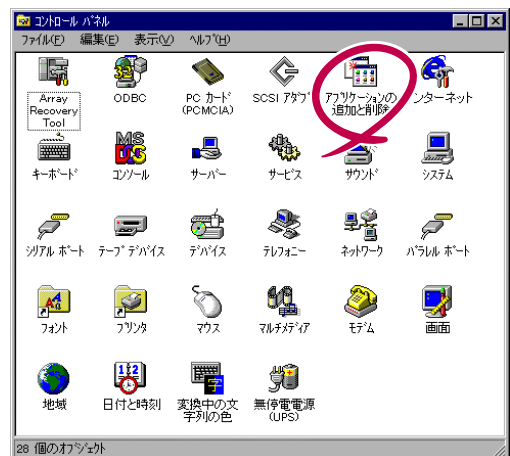 コントロール パネル
ファイル(F) 編集(E) 表示(V) ヘルプ(H)
Array Recovery Tool
ODBC
PC カード (PCMCIA)
SCSI アダプ
アプリケーションの追加と削除
ンターネット
キーボード
MS DOS
コンソール
サーバー
サービス
サウンド
システム
シリアル ポート
テープ デバイス
デバイス
テレフォニー
ネットワーク
パラレル ポート
フォント
プリンタ
マウス
マルチメディア
モデム
画面
地域
日付と時刻
変換中の文字列の色
無停電電源 (UPS)
28 個のオブジェクト